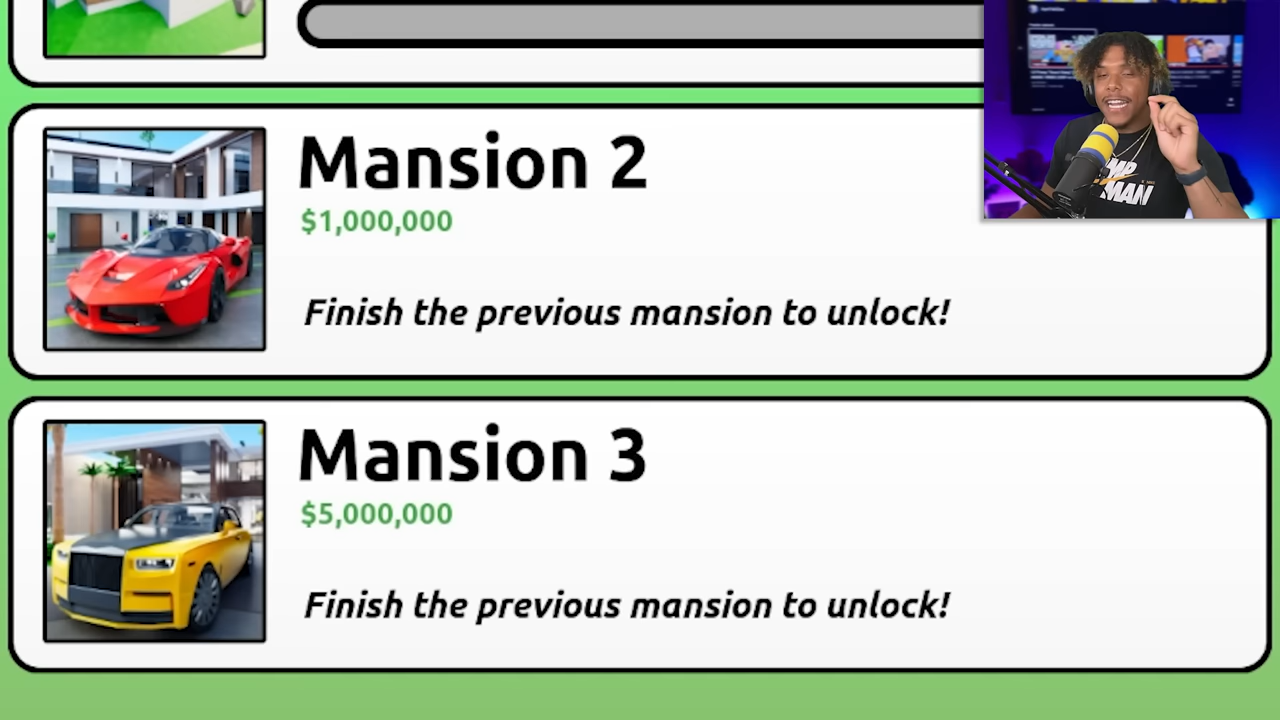 Mansion 2
$1,000,000
Finish the previous mansion to unlock!
Mansion 3
$5,000,000
Finish the previous mansion to unlock!